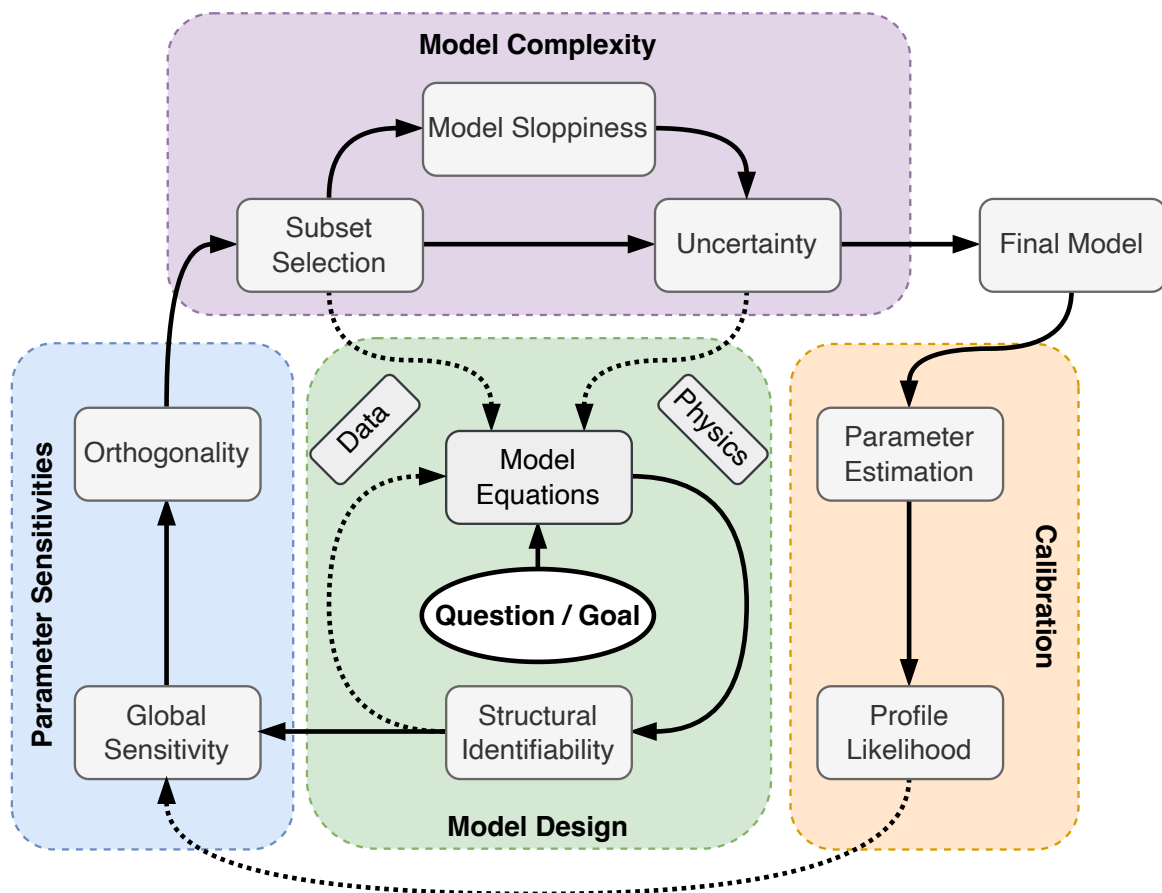 Model Complexity
Model Sloppiness
Subset
Selection
Uncertainty
Final Model
Parameter Sensitivities
Orthogonality
Global
Sensitivity
Data
Physics
Model
Equations
Question / Goal
Structural
Identifiability
Model Design
Parameter
Estimation
Calibration
Profile
Likelihood